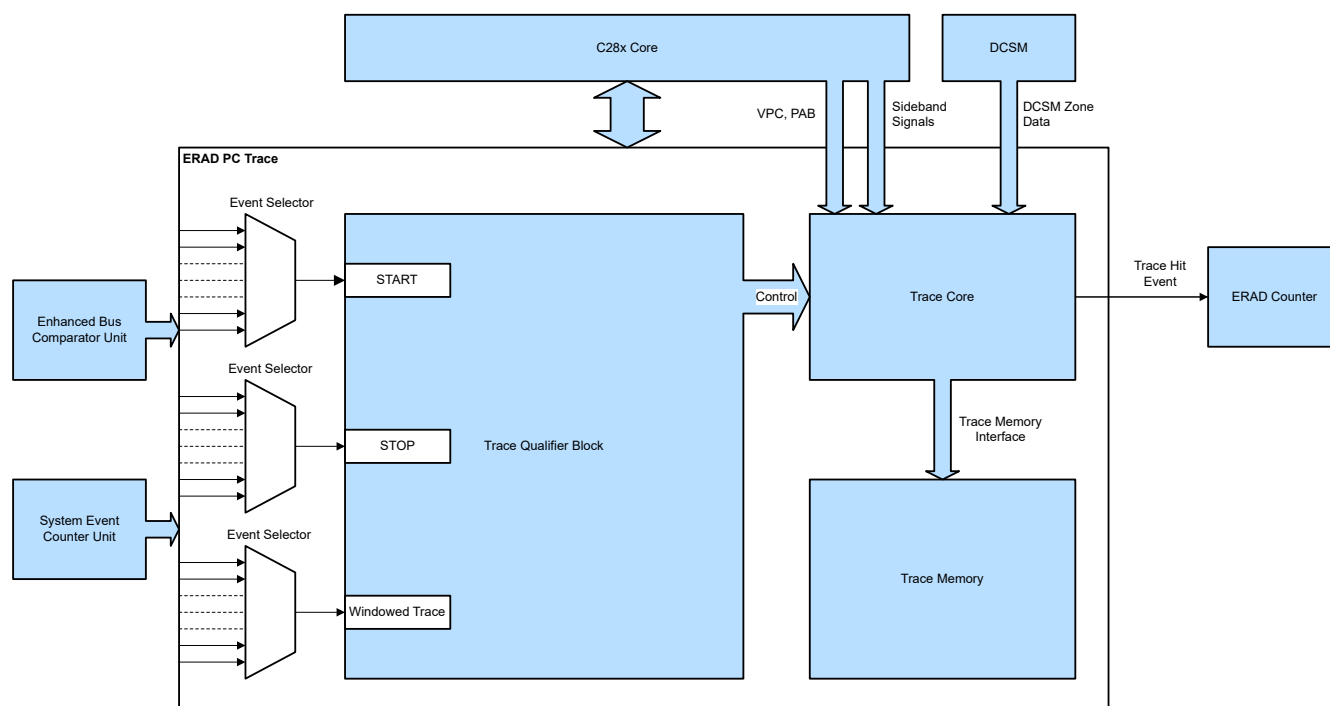 C28x Core
DCSM
VPC, PAB
Sideband
Signals
DCSM Zone
Data
ERAD PC Trace
Event Selector
START
Enhanced Bus
Comparator Unit
Control
Trace Core
Trace Hit
Event
ERAD Counter
Event Selector
STOP
Trace Qualifier Block
Trace Memory
Interface
System Event
Counter Unit
Event Selector
Windowed Trace
Trace Memory